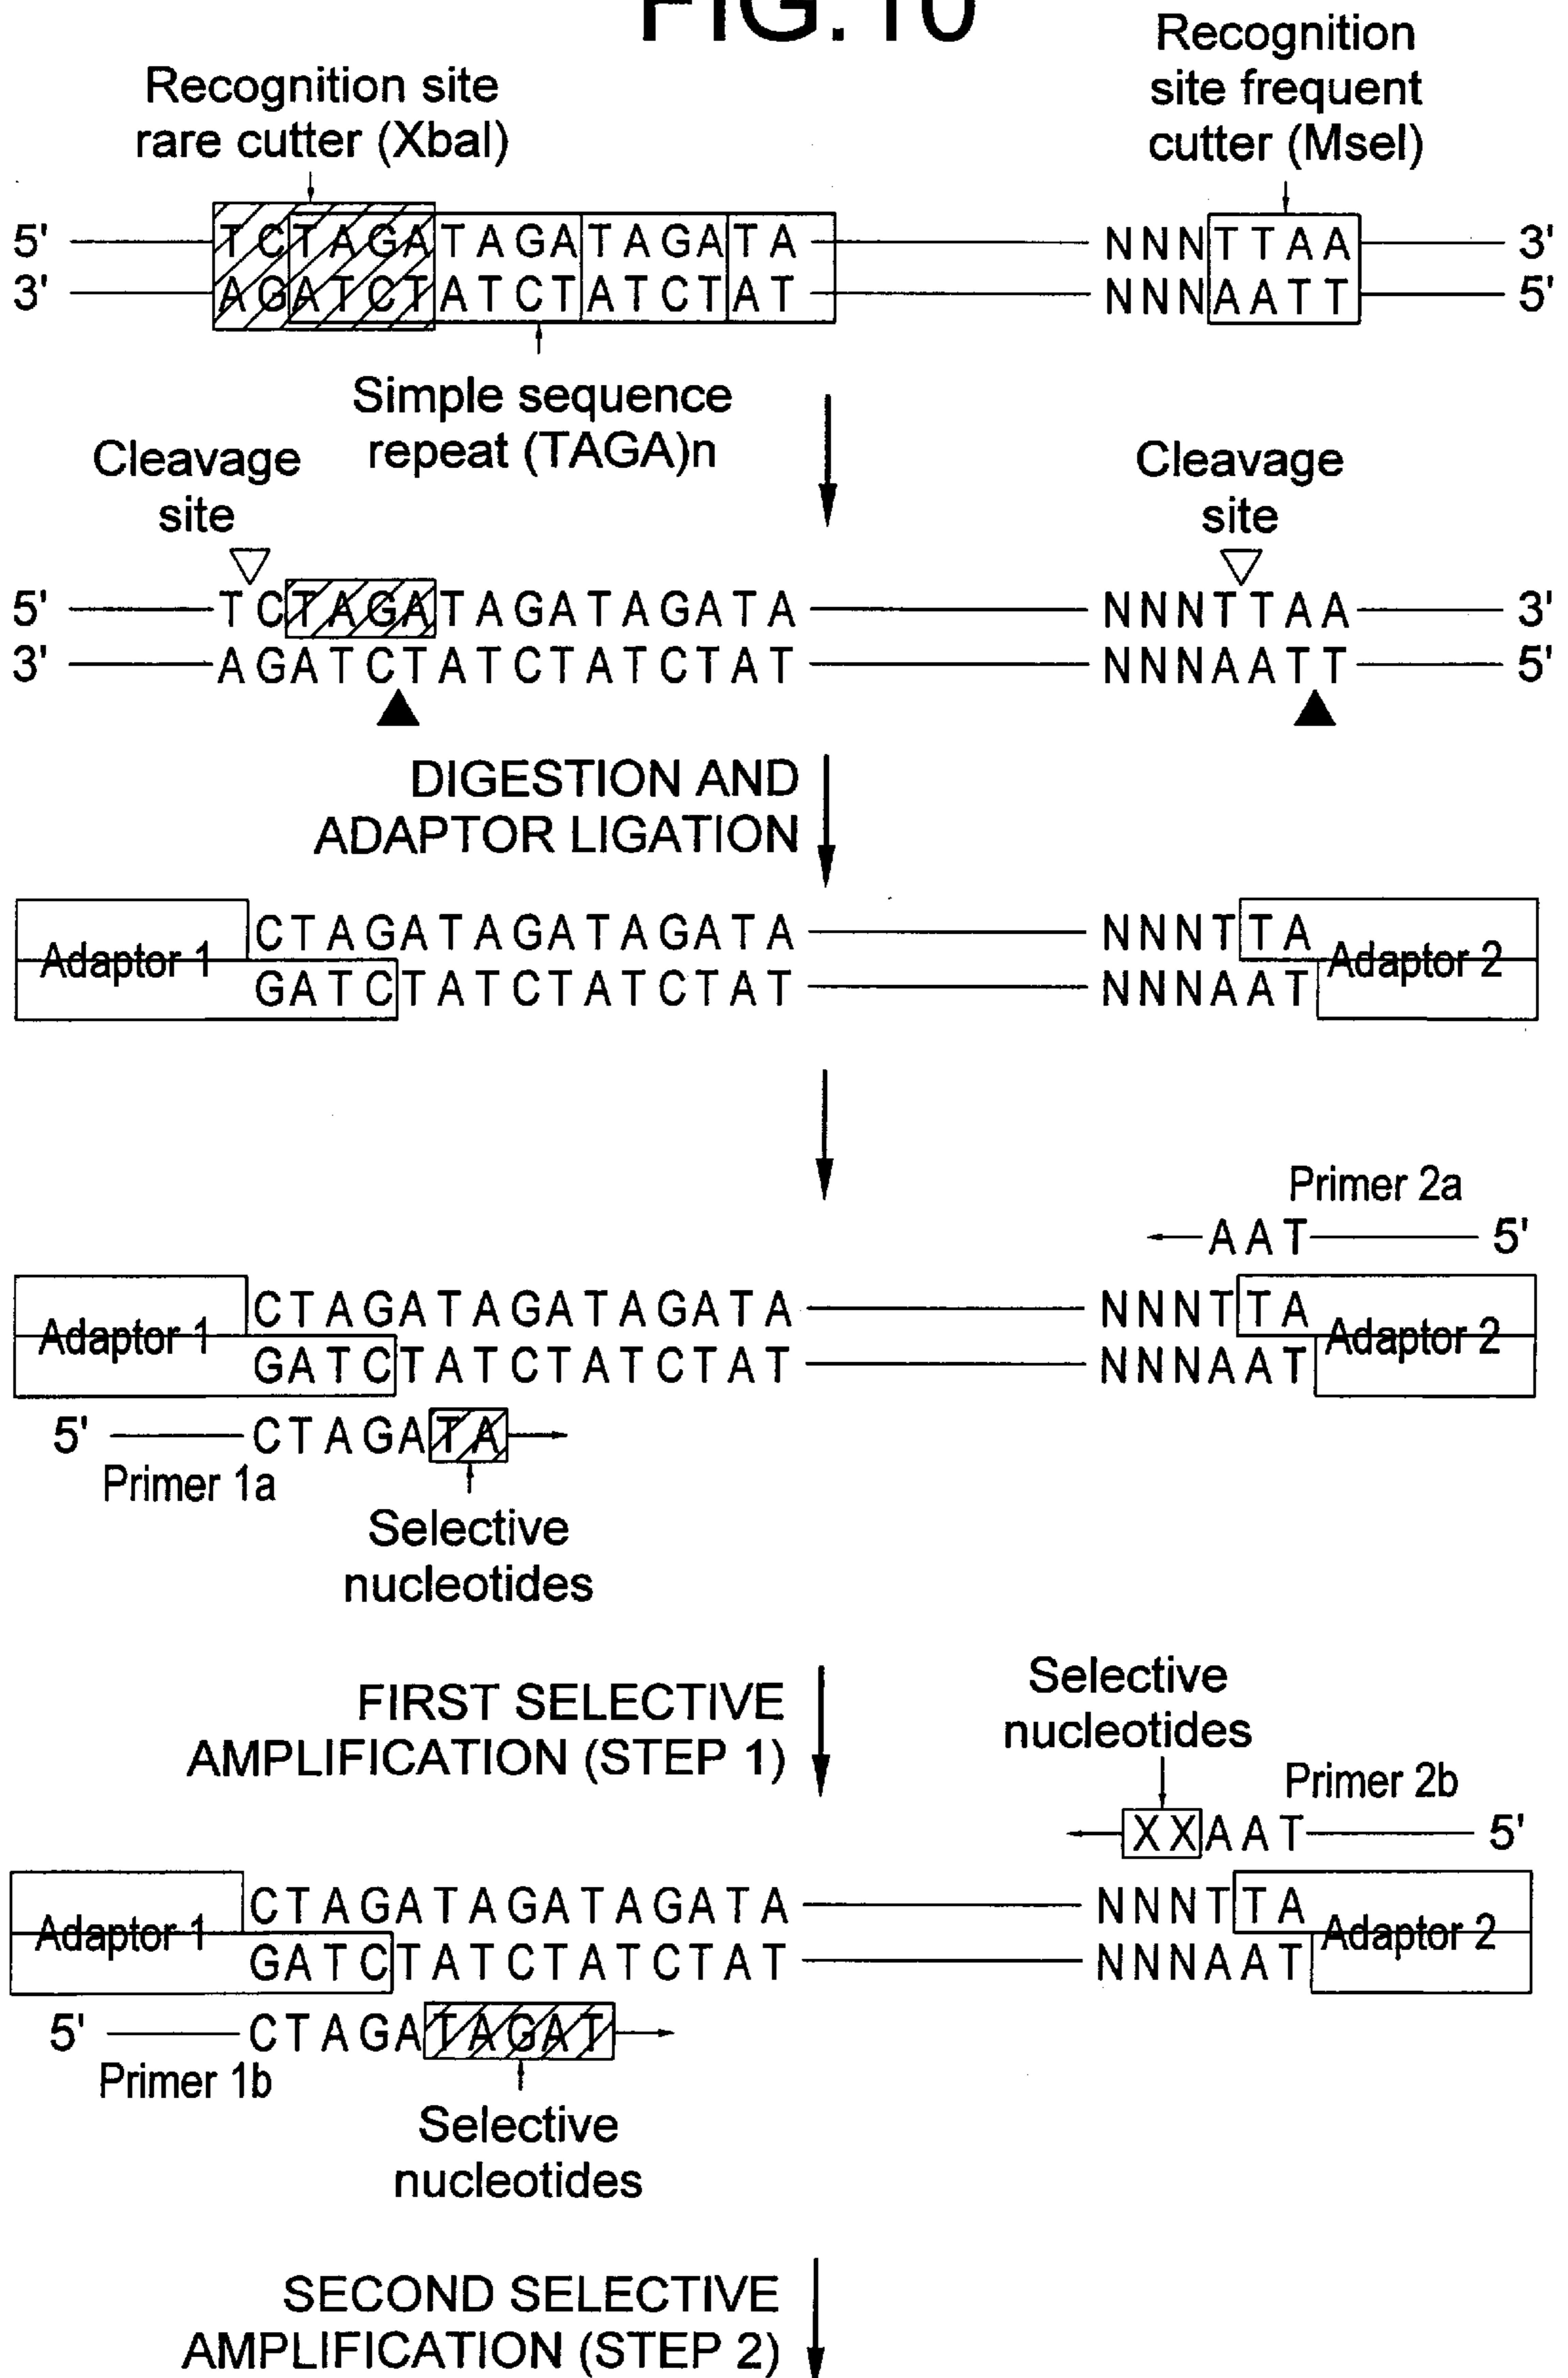 FIG.10
Recognition site
rare cutter (XbaI)
Recognition
site frequent
cutter (MseI)
5' TCTAGATAGATAGATA NNNTTAA 3'
3' AGATCTATCTATCTAT NNNAATT 5'
Simple sequence
repeat (TAGA)n
Cleavage
site
Cleavage
site
5' TCTAGATAGATAGATA NNNTTAA 3'
3' AGATCTATCTATCTAT NNNAATT 5'
DIGESTION AND
ADAPTOR LIGATION
Adaptor 1
CTAGATAGATAGATA NNNTTA
GATCTATCTATCTAT NNNAAT
Adaptor 2
Primer 2a
AAT 5'
Adaptor 1
CTAGATAGATAGATA NNNTTA
GATCTATCTATCTAT NNNAAT
Adaptor 2
5' CTAGATA
Primer 1a
Selective
nucleotides
FIRST SELECTIVE
AMPLIFICATION (STEP 1)
Selective
nucleotides
Primer 2b
XXAAT 5'
Adaptor 1
CTAGATAGATAGATA NNNTTA
GATCTATCTATCTAT NNNAAT
Adaptor 2
5' CTAGATAGAT
Primer 1b
Selective
nucleotides
SECOND SELECTIVE
AMPLIFICATION (STEP 2)